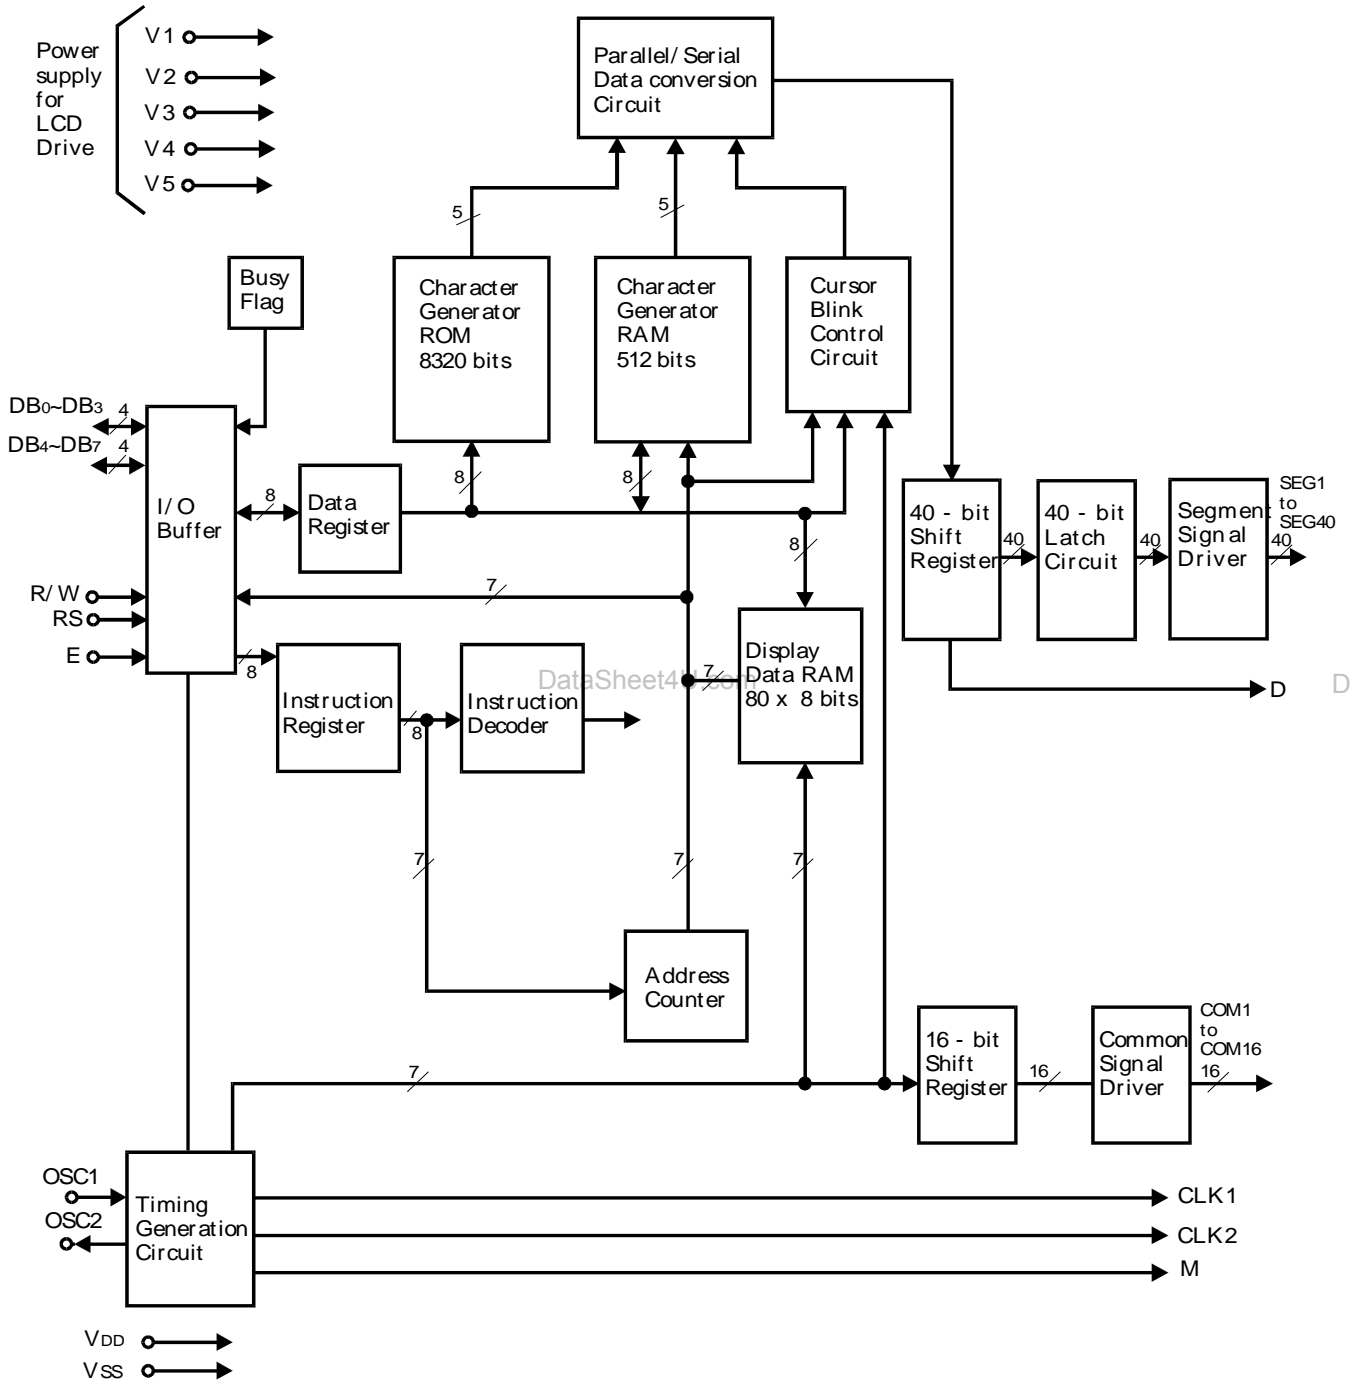 Power
supply
for
LCD
Drive
V1
V2
V3
V4
V5
Parallel/Serial
Data conversion
Circuit
5
5
Busy
Flag
Character
Generator
ROM
8320 bits
Character
Generator
RAM
512 bits
Cursor
Blink
Control
Circuit
DB0~DB3
4
DB4~DB7
4
I/O
Buffer
8
Data
Register
8
8
8
40 - bit
Shift
Register
40
40 - bit
Latch
Circuit
40
Segment
Signal
Driver
SEG1
to
SEG40
40
R/W
RS
E
7
8
Instruction
Register
8
Instruction
Decoder
7
Display
Data RAM
80 x 8 bits
DataSheet4U.com
D
D
7
7
7
Address
Counter
7
16 - bit
Shift
Register
16
Common
Signal
Driver
COM1
to
COM16
16
OSC1
OSC2
Timing
Generation
Circuit
CLK1
CLK2
M
VDD
VSS